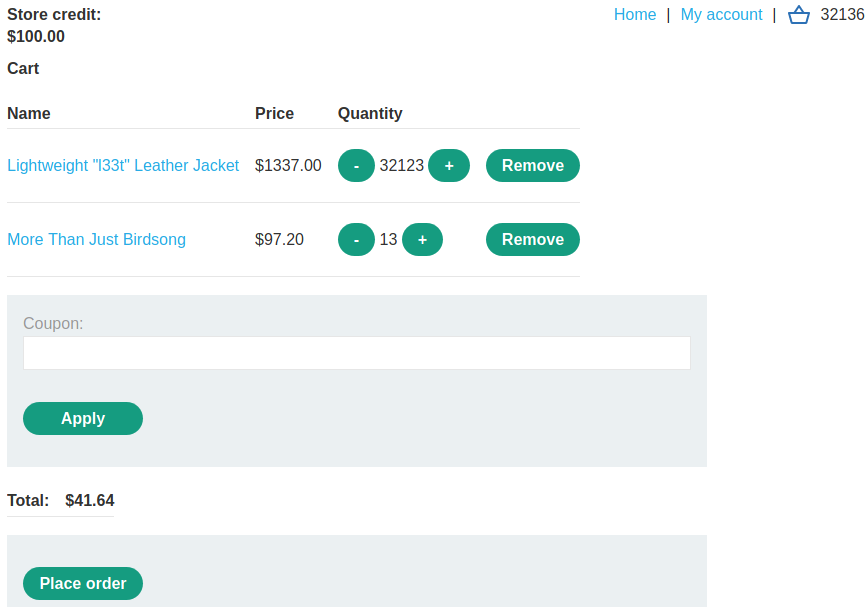 Store credit:
$100.00
Home | My account | 32136
Cart
Name Price Quantity
Lightweight "l33t" Leather Jacket $1337.00 - 32123 + Remove
More Than Just Birdsong $97.20 - 13 + Remove
Coupon:
Apply
Total: $41.64
Place order